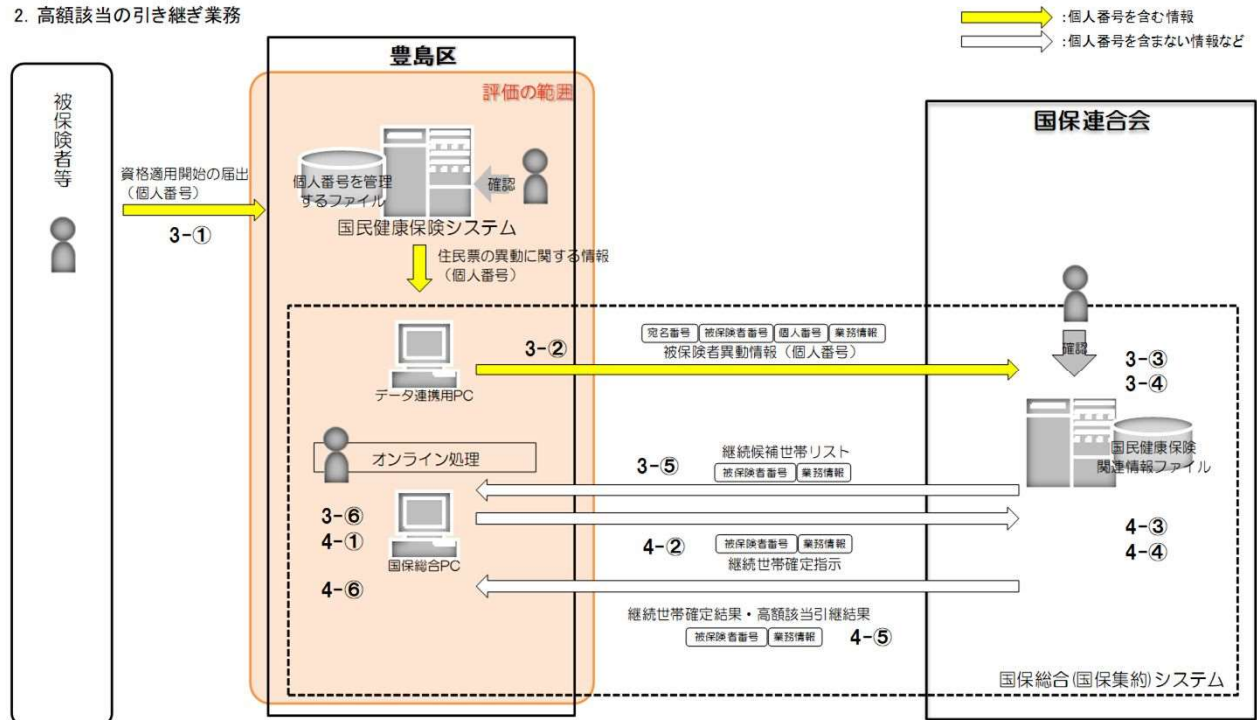 2. 高額該当の引き継ぎ業務
:個人番号を含む情報
:個人番号を含まない情報など
被保険者等
豊島区
評価の範囲
国保連合会
資格適用開始の届出
(個人番号)
3-①
個人番号を管理
するファイル
確認
国民健康保険システム
住民票の異動に関する情報
(個人番号)
データ連携用PC
3-②
宛名番号 被保険者番号 個人番号 業務情報
被保険者異動情報(個人番号)
確認
3-③
3-④
国民健康保険
関連情報ファイル
オンライン処理
継続候補世帯リスト
3-⑤
被保険者番号 業務情報
3-⑥
4-①
国保総合PC
4-②
被保険者番号 業務情報
継続世帯確定指示
4-③
4-④
4-⑥
継続世帯確定結果・高額該当引継結果
被保険者番号 業務情報
4-⑤
国保総合(国保集約)システム